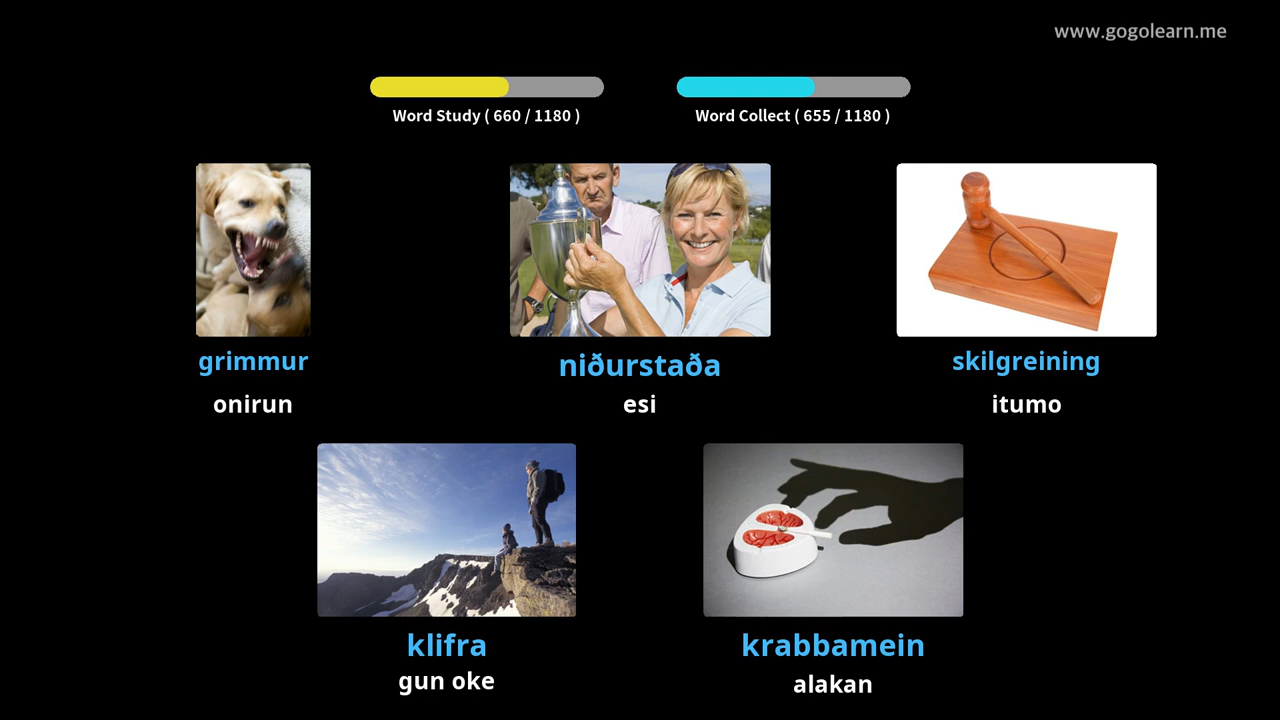 www.gogolearn.me
Word Study ( 660 / 1180 )
Word Collect ( 655 / 1180 )
grimmur
onirun
niðurstaða
esi
skilgreining
itumo
klifra
gun oke
krabbamein
alakan